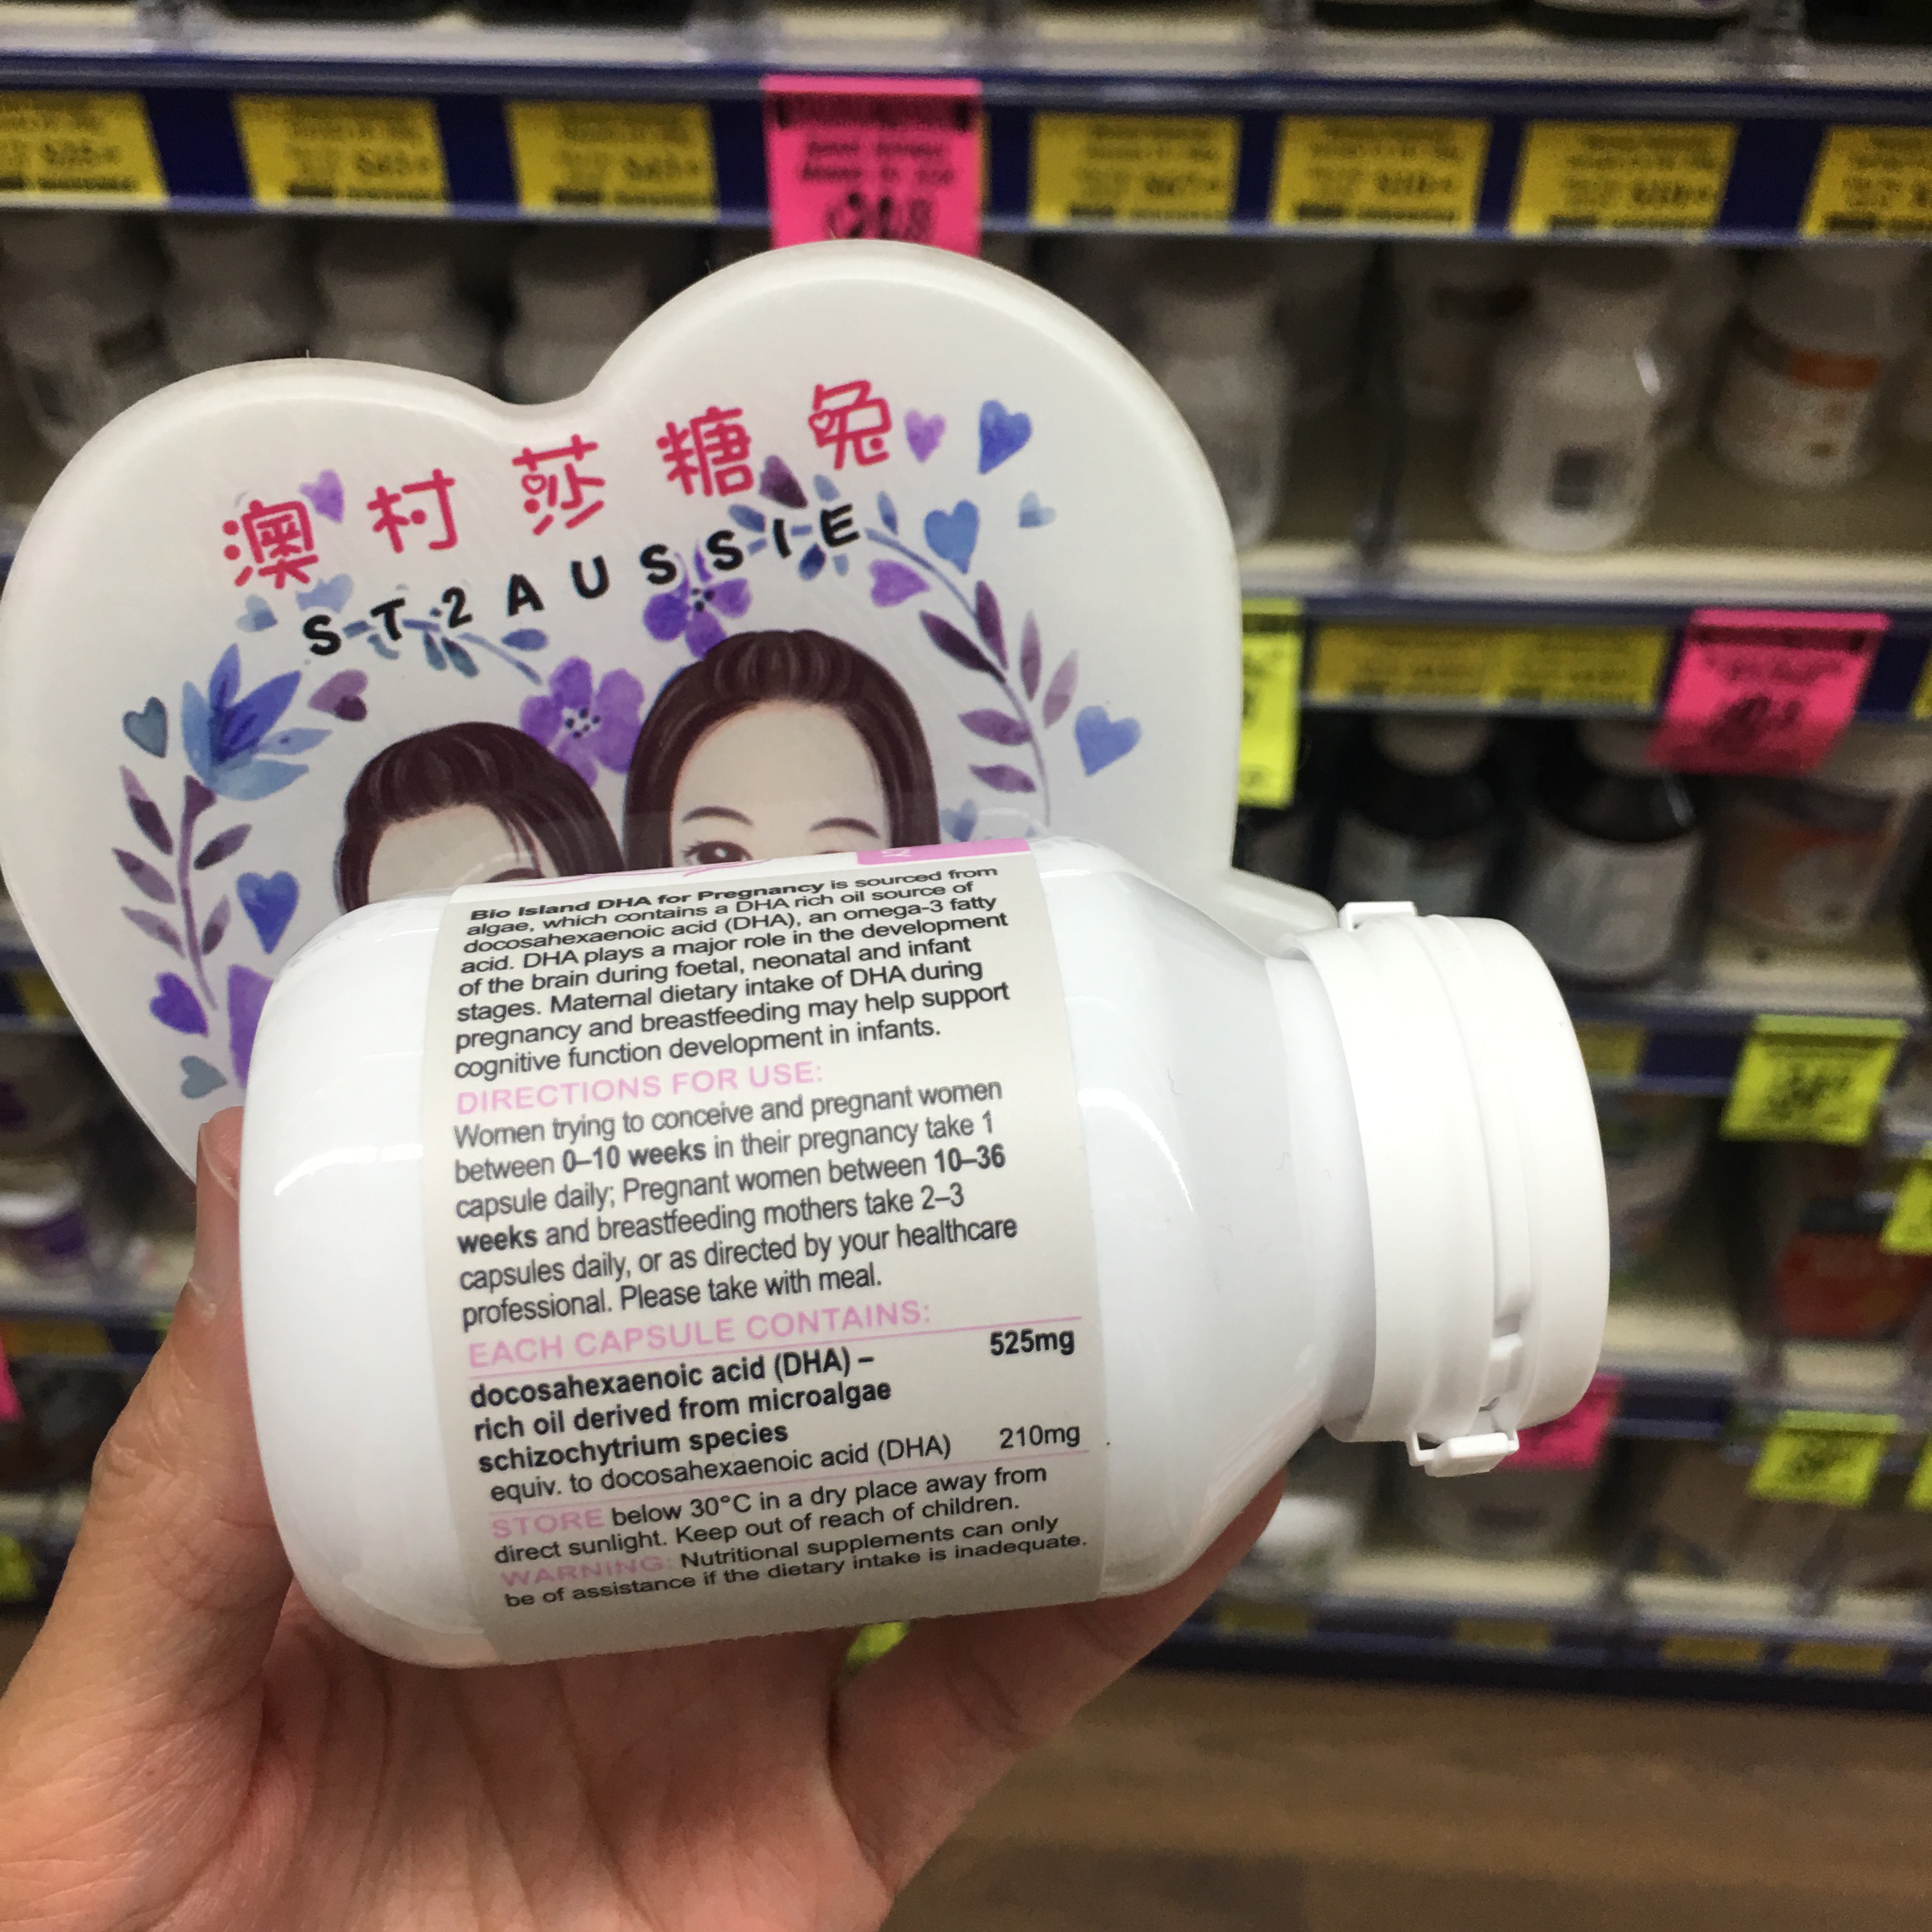 澳村莎糖兔
ST2AUSSIE
Bio Island DHA for Pregnancy is sourced from
algae, which contains a DHA rich oil source of
docosahexaenoic acid (DHA), an omega-3 fatty
acid. DHA plays a major role in the development
of the brain during foetal, neonatal and infant
stages. Maternal dietary intake of DHA during
pregnancy and breastfeeding may help support
cognitive function development in infants.
DIRECTIONS FOR USE:
Women trying to conceive and pregnant women
between 0–10 weeks in their pregnancy take 1
capsule daily; Pregnant women between 10–36
weeks and breastfeeding mothers take 2–3
capsules daily, or as directed by your healthcare
professional. Please take with meal.
EACH CAPSULE CONTAINS:
docosahexaenoic acid (DHA) – 525mg
rich oil derived from microalgae
schizochytrium species
equiv. to docosahexaenoic acid (DHA) 210mg
STORE below 30°C in a dry place away from
direct sunlight. Keep out of reach of children.
WARNING: Nutritional supplements can only
be of assistance if the dietary intake is inadequate.